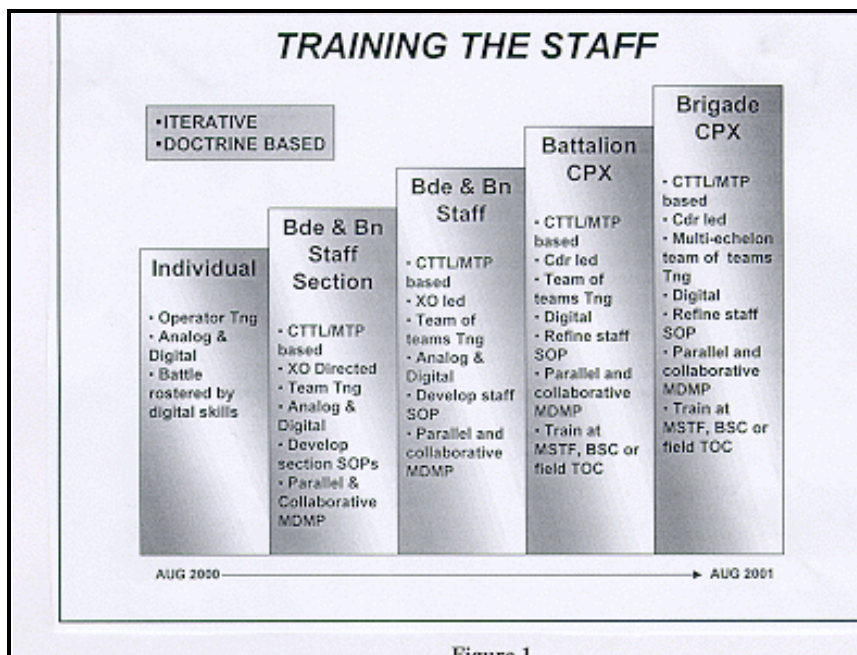 TRAINING THE STAFF
•ITERATIVE
•DOCTRINE BASED
Individual
• Operator Tng
• Analog &
Digital
• Battle
rostered by
digital skills
Bde & Bn
Staff
Section
• CTTL/MTP
based
• XO Directed
• Team Tng
• Analog &
Digital
• Develop
section SOPs
• Parallel &
Collaborative
MDMP
Bde & Bn
Staff
• CTTL/MTP
based
• XO led
• Team of
teams Tng
• Analog &
Digital
• Develop staff
SOP
• Parallel and
collaborative
MDMP
Battalion
CPX
• CTTL/MTP
based
• Cdr led
• Team of
teams Tng
• Digital
• Refine staff
SOP
• Parallel and
collaborative
MDMP
• Train at
MSTF, BSC or
field TOC
Brigade
CPX
• CTTL/MTP
based
• Cdr led
• Multi-echelon
team of teams
Tng
• Digital
• Refine staff
SOP
• Parallel and
collaborative
MDMP
• Train at
MSTF, BSC or
field TOC
AUG 2000
AUG 2001
Figure 1